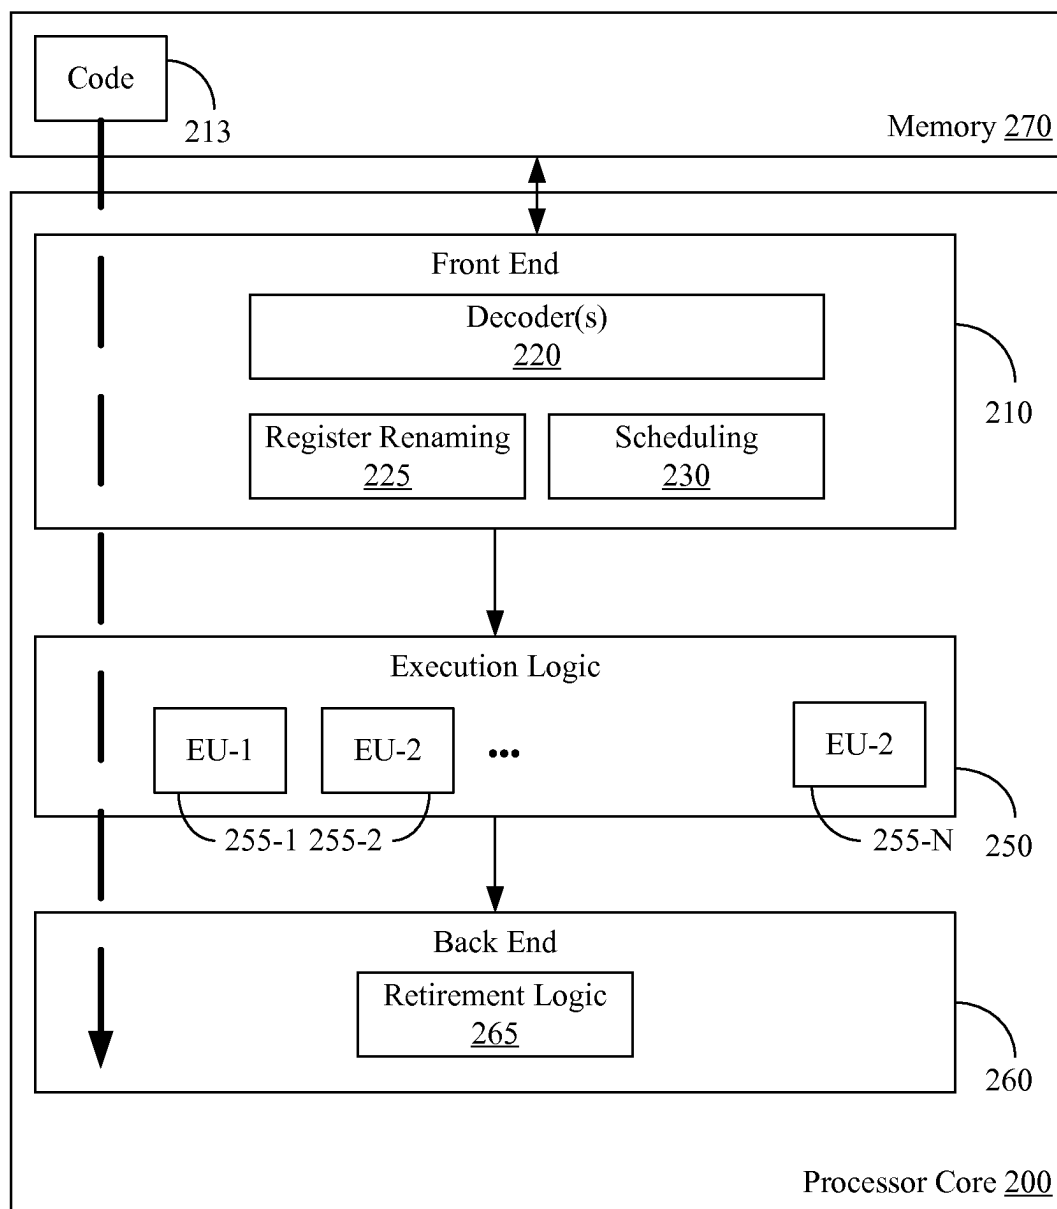 Code
213
Memory 270
Front End
Decoder(s)
220
210
Register Renaming
225
Scheduling
230
Execution Logic
EU-1
EU-2
...
EU-2
255-1
255-2
255-N
250
Back End
Retirement Logic
265
260
Processor Core 200